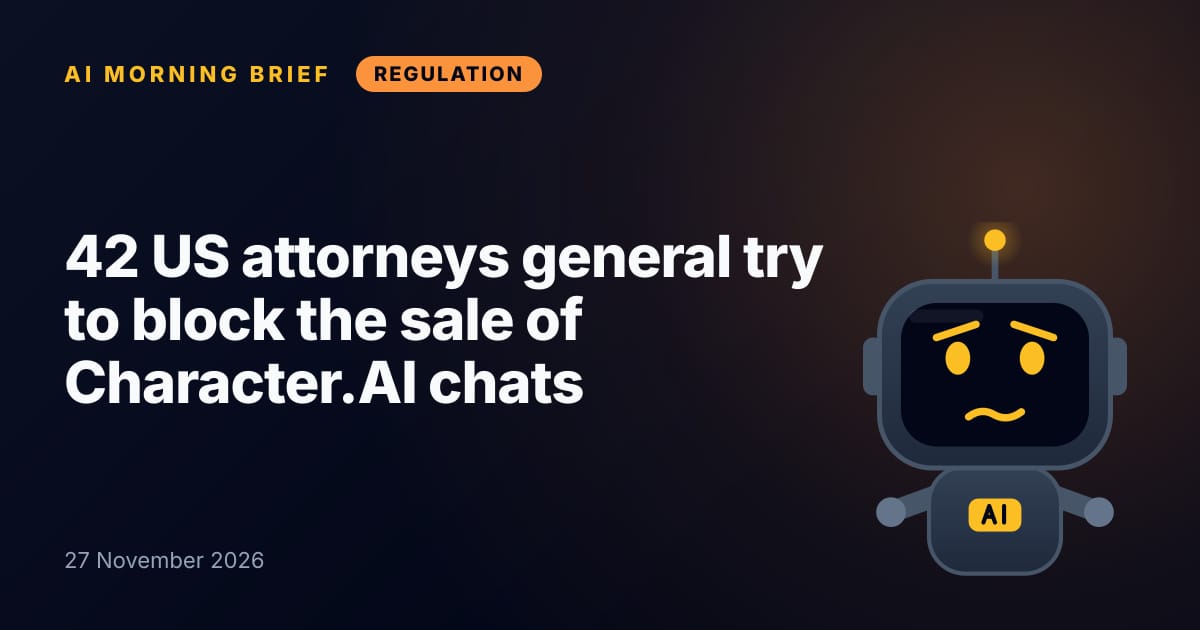 AI MORNING BRIEF
REGULATION
42 US attorneys general try
to block the sale of
Character.AI chats
AI
27 November 2026